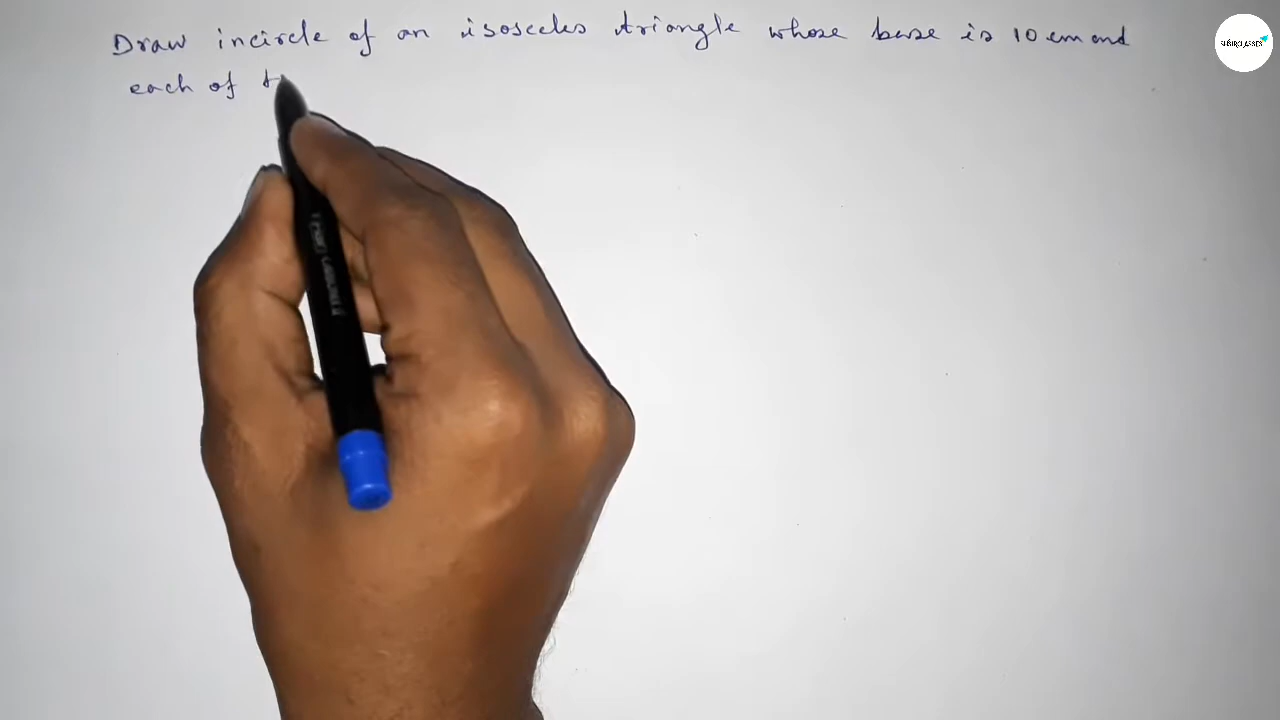 Draw incircle of an isosceles triangle whose base is 10 cm and
each of t